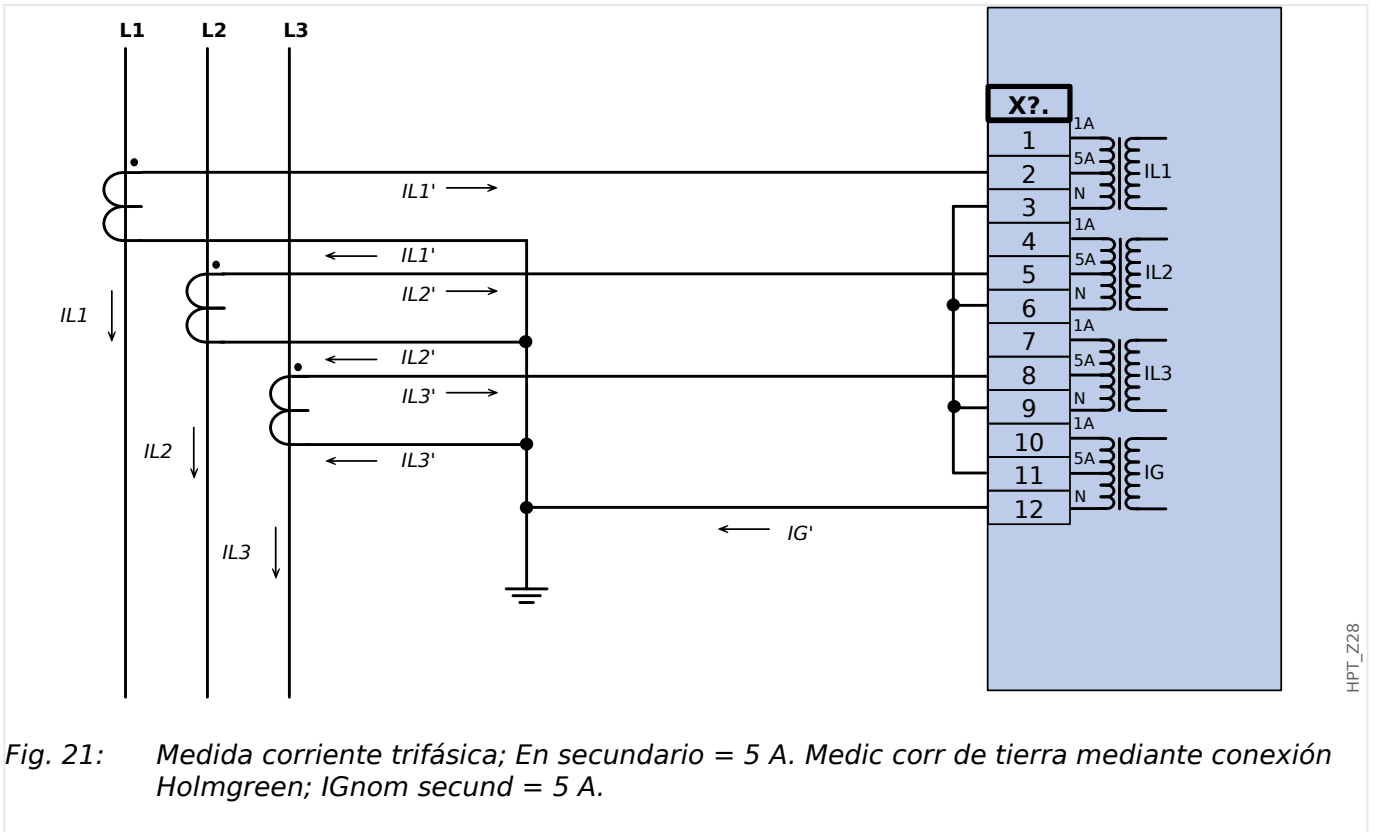 L1 L2 L3
X?.
1
2
3
4
5
6
7
8
9
10
11
12
1A
5A
N
IL1
1A
5A
N
IL2
1A
5A
N
IL3
1A
5A
N
IG
IL1'
IL1'
IL2'
IL2'
IL3'
IL3'
IG'
IL1
IL2
IL3
HPT_Z28
Fig. 21: Medida corriente trifásica; En secundario = 5 A. Medic corr de tierra mediante conexión
Holmgreen; IGnom secund = 5 A.